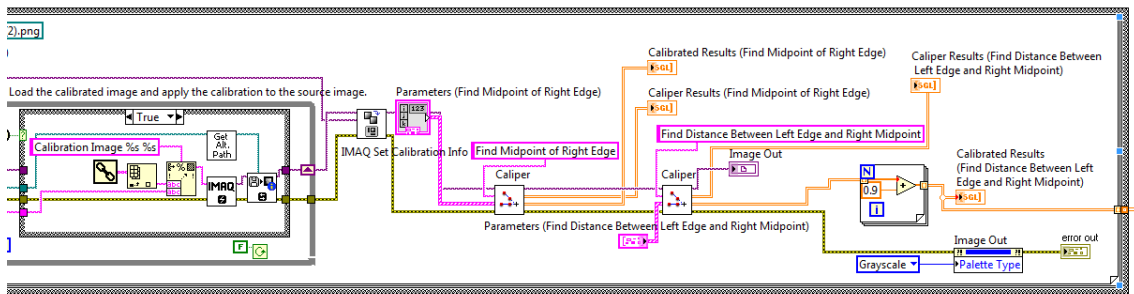 2).png
Load the calibrated image and apply the calibration to the source image.
True
Calibration Image %s %s
Get
Alt.
Path
IMAQ
F
IMAQ Set Calibration Info
Parameters (Find Midpoint of Right Edge)
123
Find Midpoint of Right Edge
Caliper
Calibrated Results (Find Midpoint of Right Edge)
SGL]
Caliper Results (Find Midpoint of Right Edge)
SGL]
Find Distance Between Left Edge and Right Midpoint
Image Out
Caliper
Parameters (Find Distance Between Left Edge and Right Midpoint)
Caliper Results (Find Distance Between
Left Edge and Right Midpoint)
SGL]
N
0.9
i
Calibrated Results
(Find Distance Between Left
Edge and Right Midpoint)
SGL]
Image Out
Grayscale
Palette Type
error out